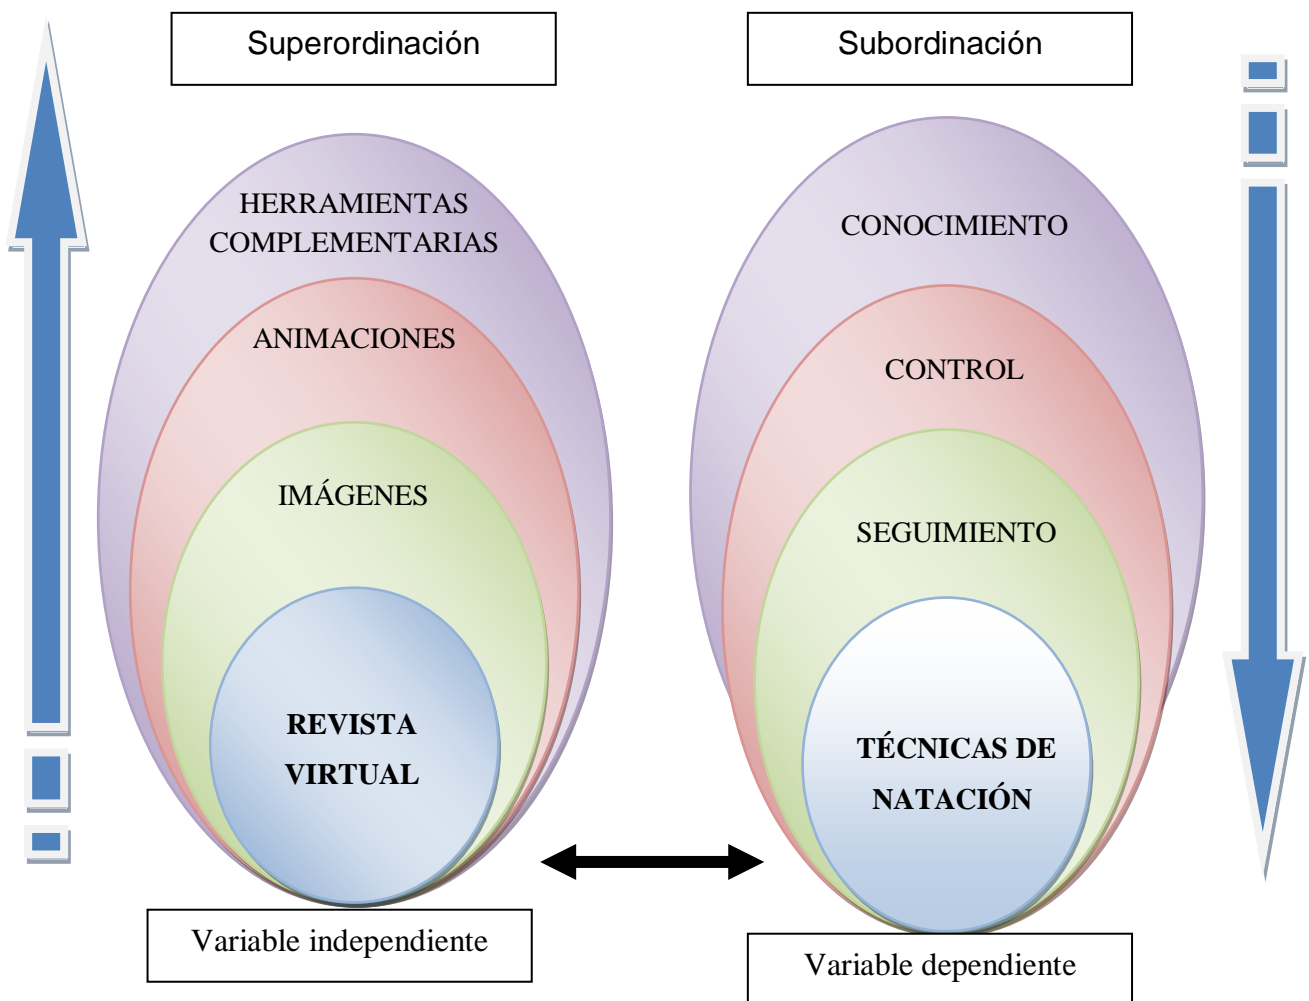 Superordinación
Subordinación
HERRAMIENTAS
COMPLEMENTARIAS
ANIMACIONES
IMÁGENES
REVISTA
VIRTUAL
Variable independiente
CONOCIMIENTO
CONTROL
SEGUIMIENTO
TÉCNICAS DE
NATACIÓN
Variable dependiente